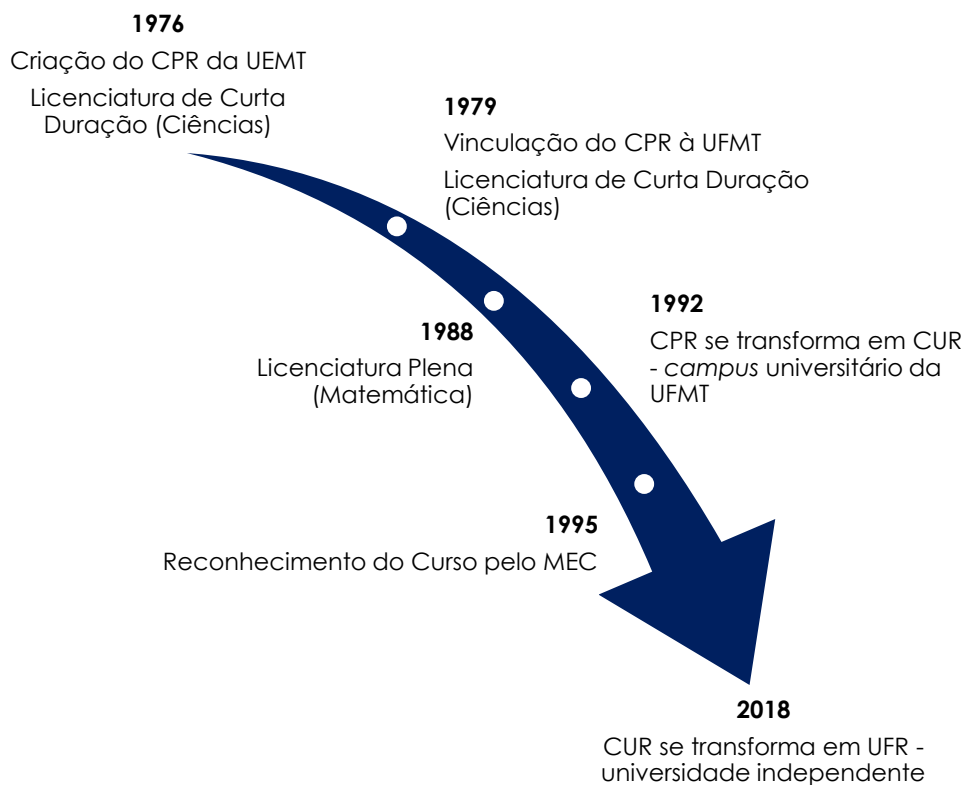 1976
Criação do CPR da UEMT
Licenciatura de Curta
Duração (Ciências)
1979
Vinculação do CPR à UFMT
Licenciatura de Curta Duração
(Ciências)
1988
Licenciatura Plena
(Matemática)
1992
CPR se transforma em CUR
- campus universitário da
UFMT
1995
Reconhecimento do Curso pelo MEC
2018
CUR se transforma em UFR -
universidade independente